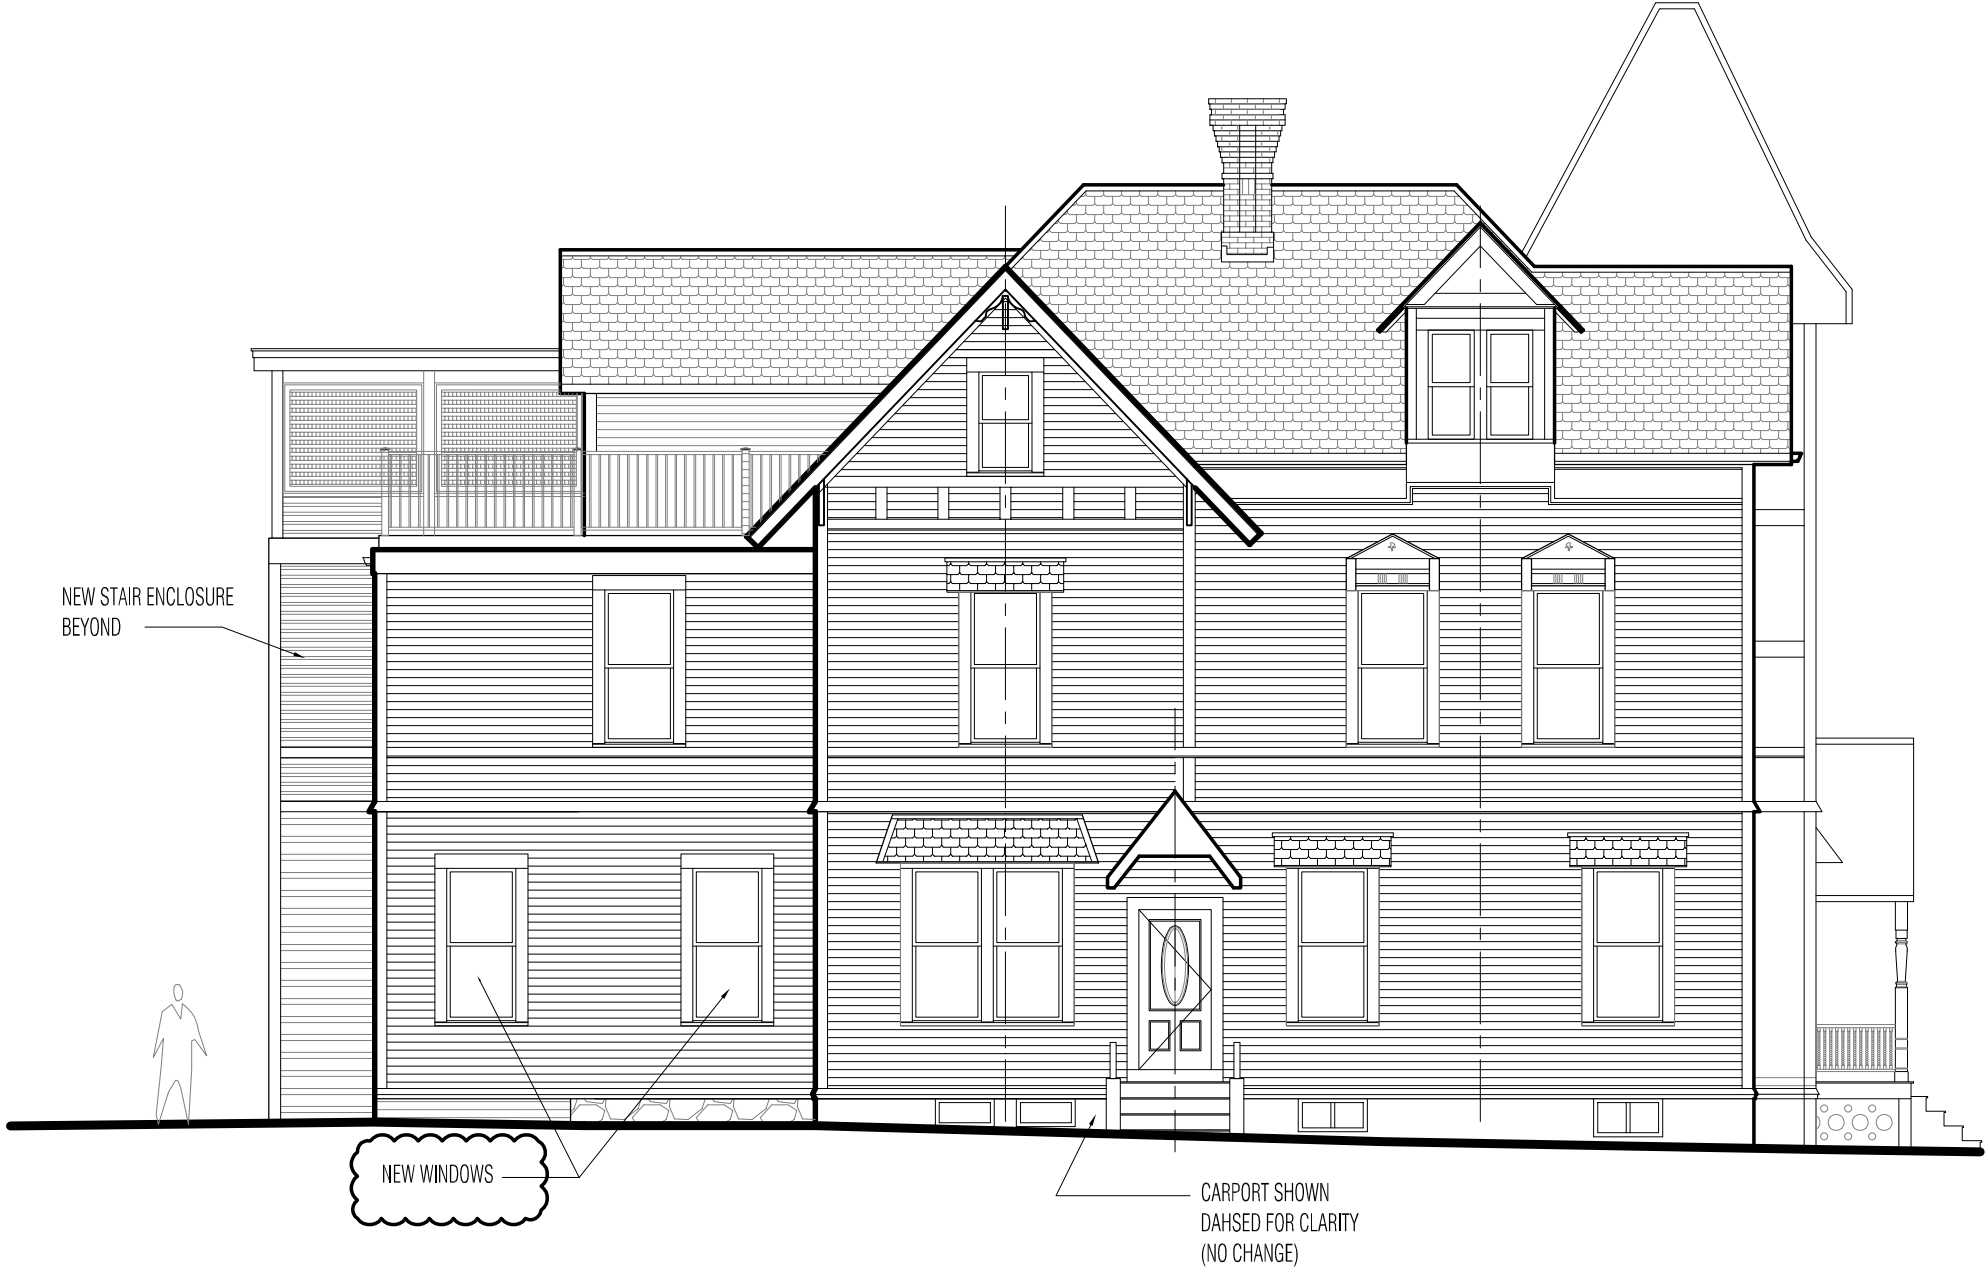 NEW STAIR ENCLOSURE
BEYOND
NEW WINDOWS
CARPORT SHOWN
DAHSED FOR CLARITY
(NO CHANGE)